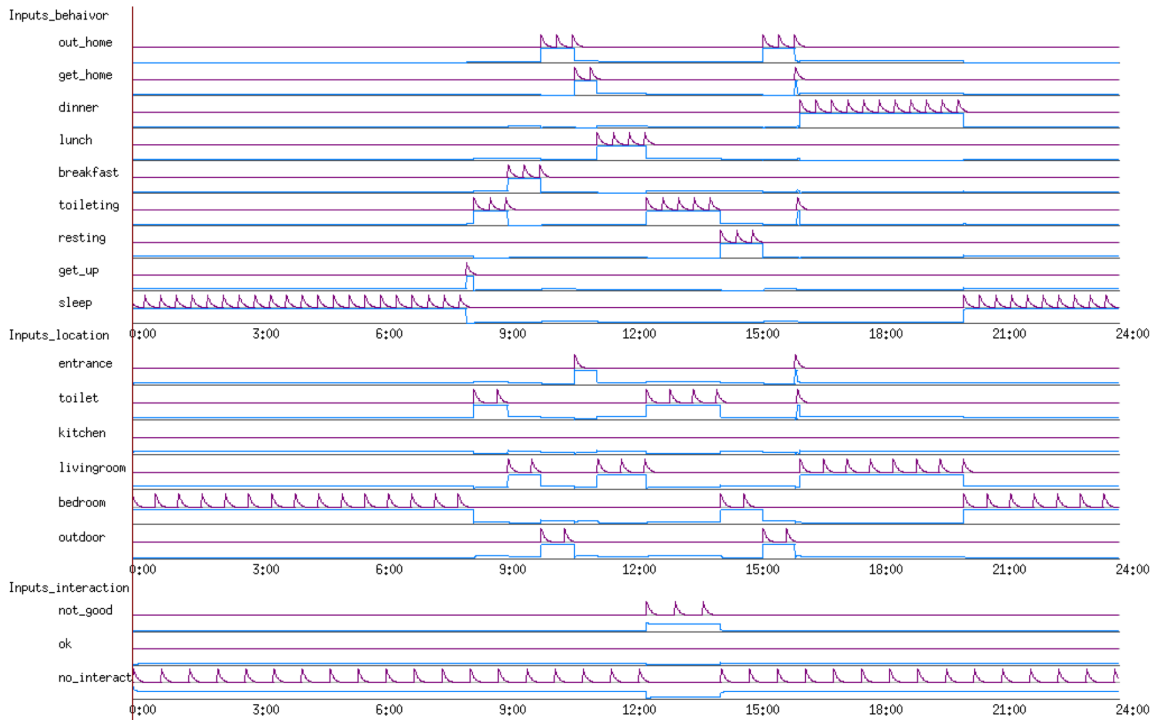 Inputs_behaivor
out_home
get_home
dinner
lunch
breakfast
toileting
resting
get_up
sleep
0:00 3:00 6:00 9:00 12:00 15:00 18:00 21:00 24:00
Inputs_location
entrance
toilet
kitchen
livingroom
bedroom
outdoor
0:00 3:00 6:00 9:00 12:00 15:00 18:00 21:00 24:00
Inputs_interaction
not_good
ok
no_interact
0:00 3:00 6:00 9:00 12:00 15:00 18:00 21:00 24:00